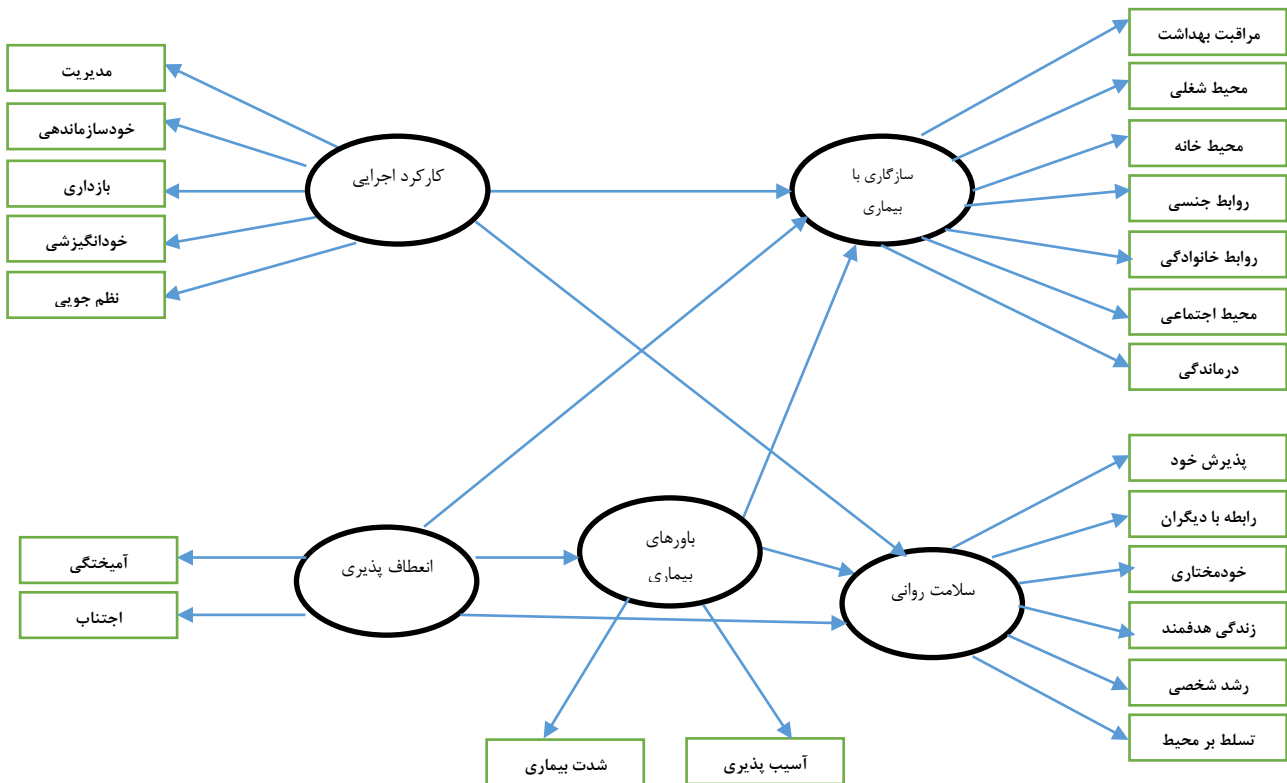 مراقبت بهداشت
محیط شغلی
محیط خانه
روابط جنسی
روابط خانوادگی
محیط اجتماعی
درماندگی
سازگاری با
بیماری
کارکرد اجرایی
مدیریت
خودسازماندهی
بازداری
خودانگیزشی
نظم جویی
پذیرش خود
رابطه با دیگران
خودمختاری
زندگی هدفمند
رشد شخصی
تسلط بر محیط
سلامت روانی
باورهای
بیماری
انعطاف پذیری
آمیختگی
اجتناب
آسیب پذیری
شدت بیماری